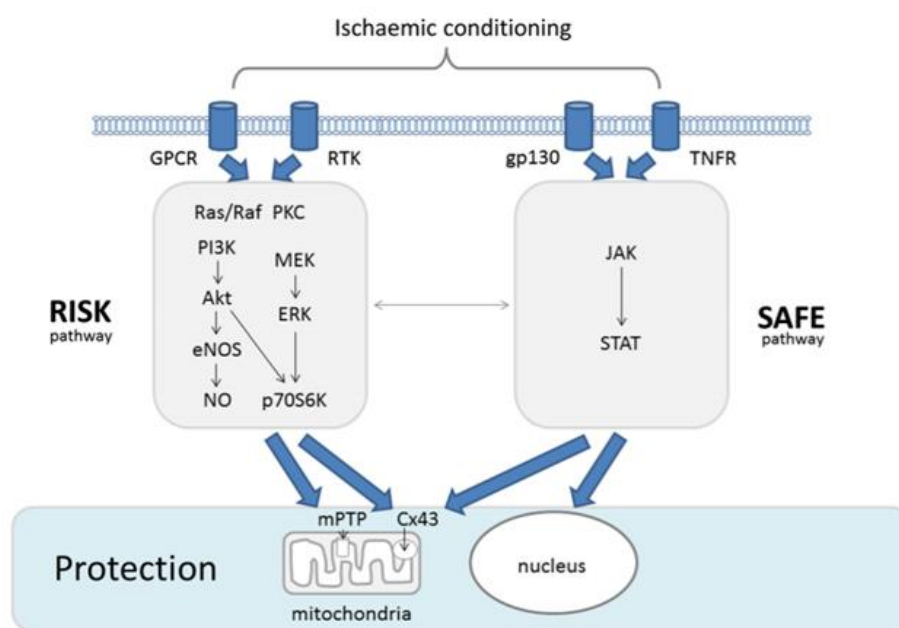 Ischaemic conditioning
GPCR
RTK
gp130
TNFR
Ras/Raf PKC
PI3K
MEK
Akt
ERK
eNOS
NO
p70S6K
RISK
pathway
JAK
STAT
SAFE
pathway
mPTP
Cx43
Protection
mitochondria
nucleus